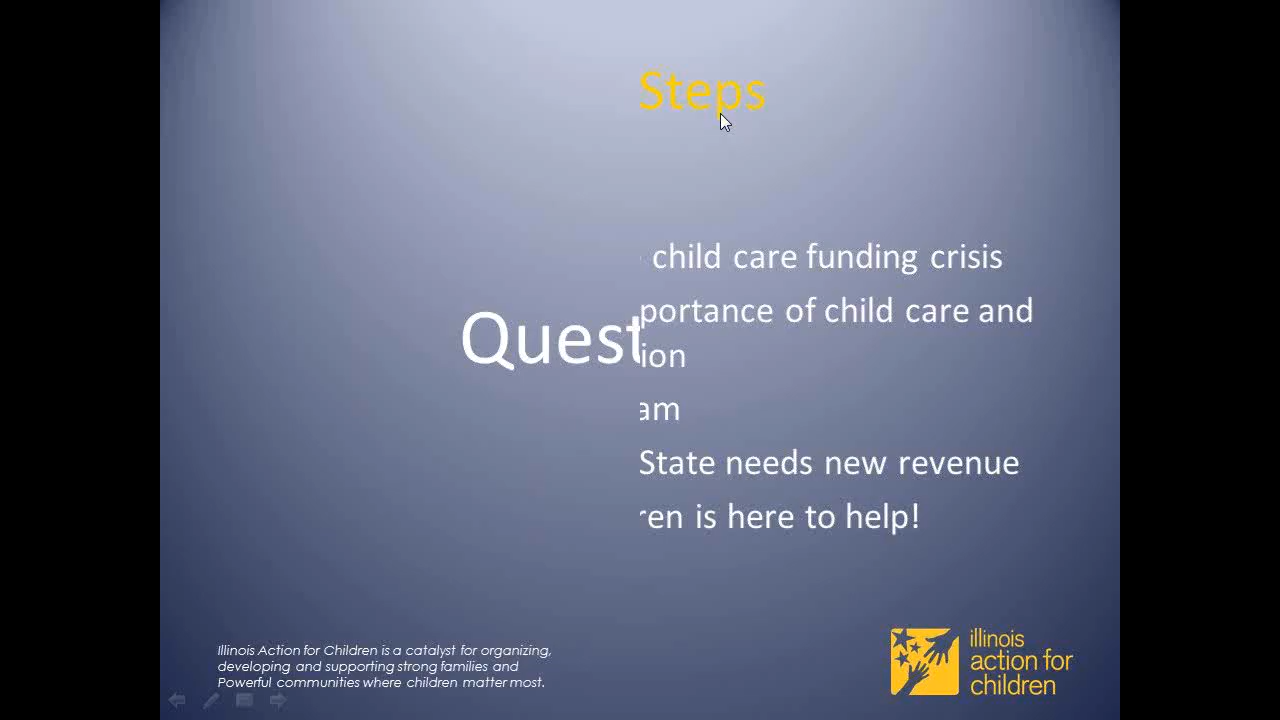 Steps
child care funding crisis
portance of child care and
Quest
ion
am
State needs new revenue
ren is here to help!
Illinois Action for Children is a catalyst for organizing,
developing and supporting strong families and
Powerful communities where children matter most.
illinois
action for
children